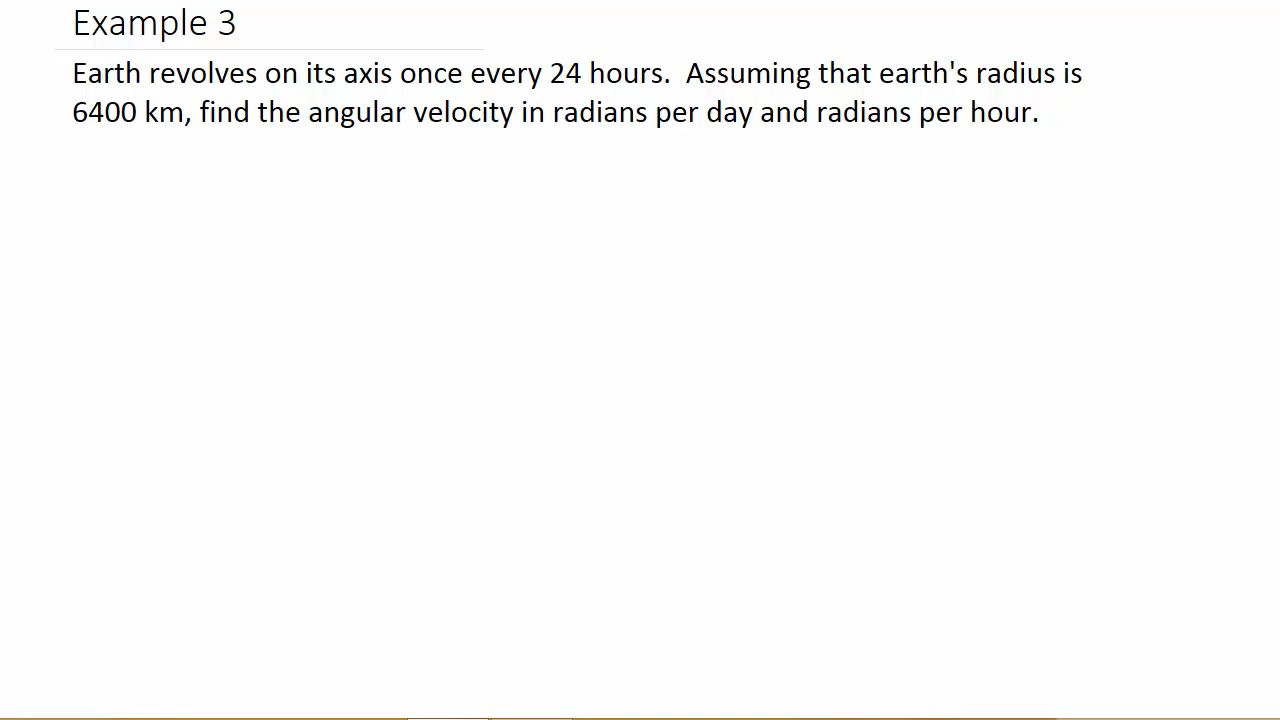 Example 3
Earth revolves on its axis once every 24 hours.  Assuming that earth's radius is
6400 km, find the angular velocity in radians per day and radians per hour.